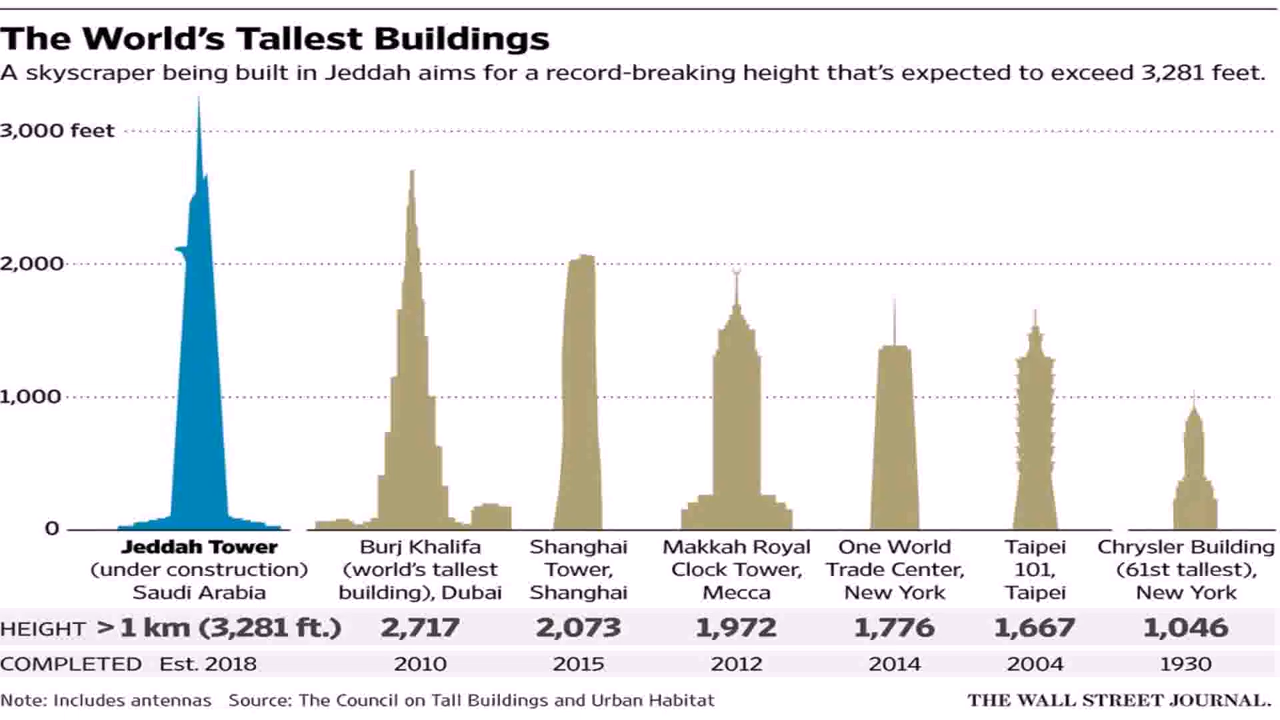 The World's Tallest Buildings
A skyscraper being built in Jeddah aims for a record-breaking height that's expected to exceed 3,281 feet.
3,000 feet
2,000
1,000
0
Jeddah Tower
(under construction)
Saudi Arabia
Burj Khalifa
(world's tallest
building), Dubai
Shanghai
Tower,
Shanghai
Makkah Royal
Clock Tower,
Mecca
One World
Trade Center,
New York
Taipei
101,
Taipei
Chrysler Building
(61st tallest),
New York
HEIGHT > 1 km (3,281 ft.) 2,717 2,073 1,972 1,776 1,667 1,046
COMPLETED Est. 2018 2010 2015 2012 2014 2004 1930
Note: Includes antennas Source: The Council on Tall Buildings and Urban Habitat
THE WALL STREET JOURNAL.